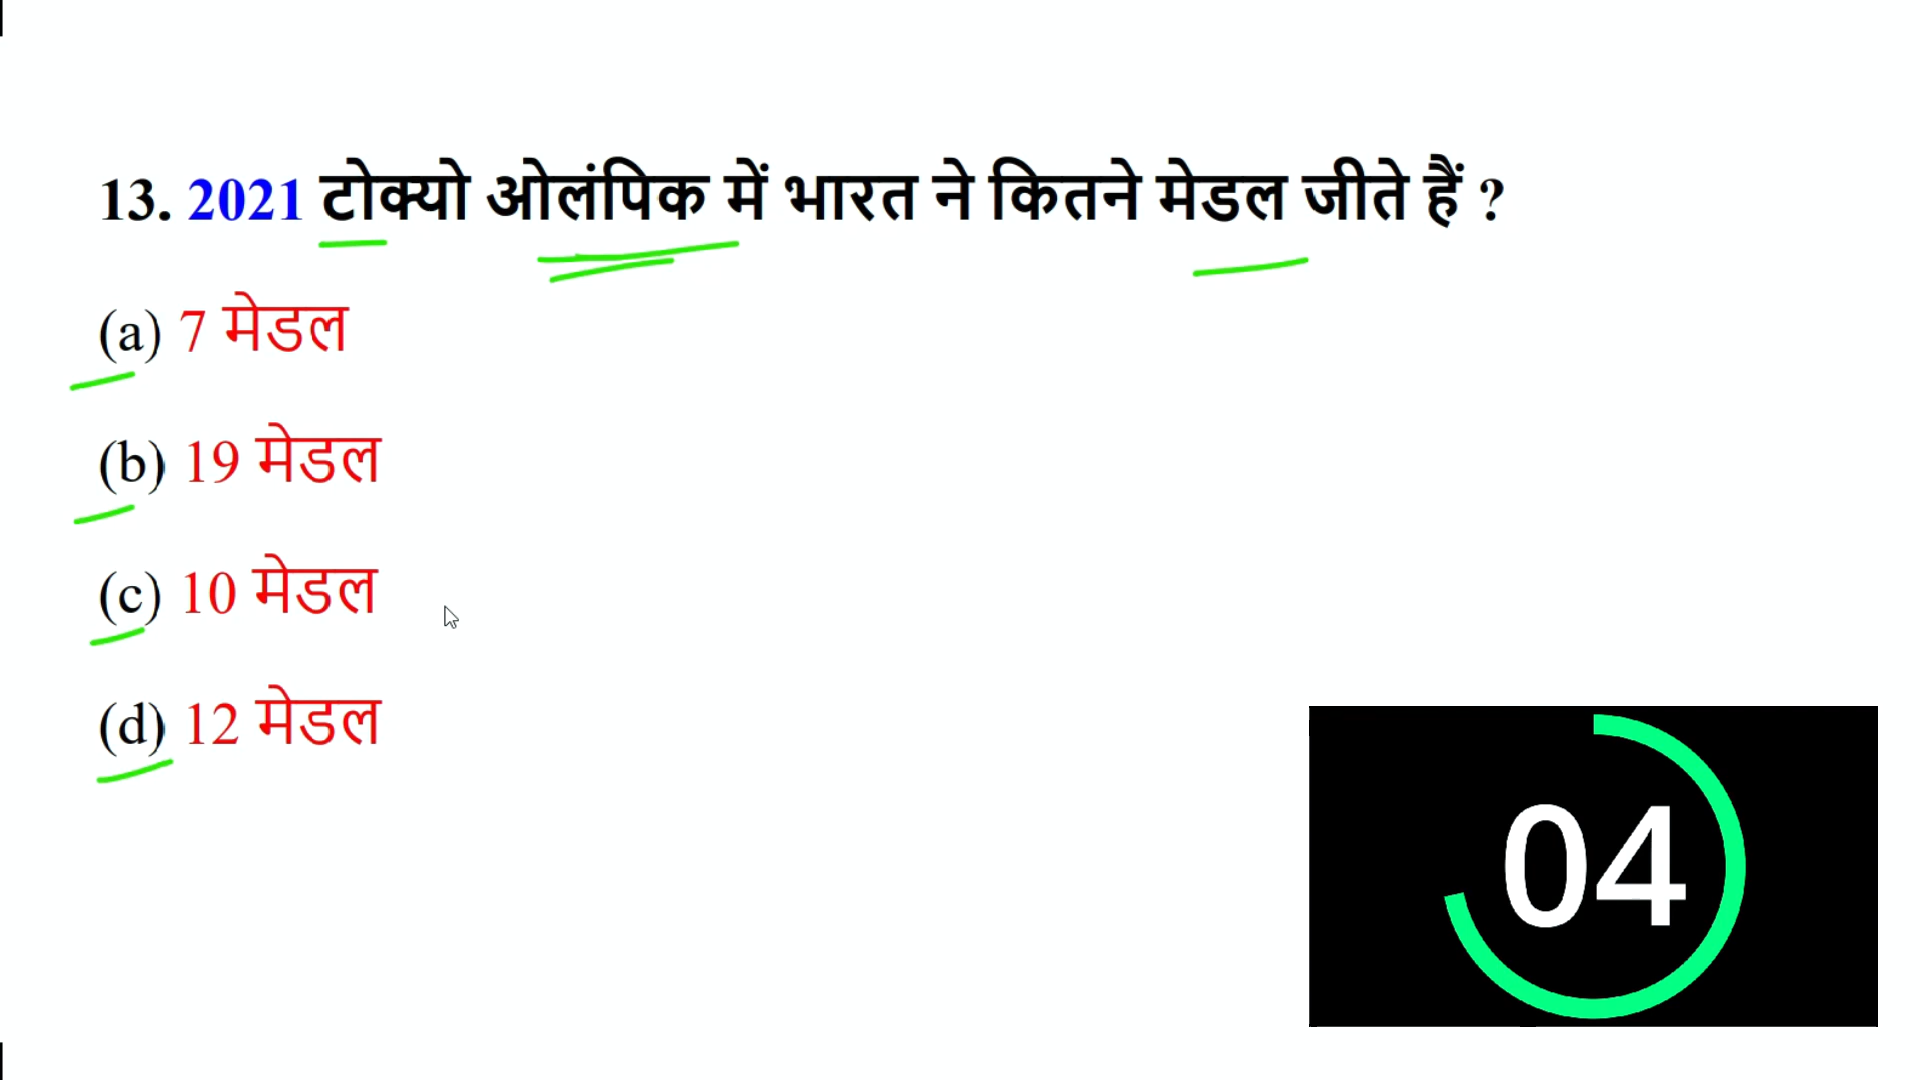 13. 2021 टोक्यो ओलंपिक में भारत ने कितने मेडल जीते हैं ?
(a) 7 मेडल
(b) 19 मेडल
(c) 10 मेडल
(d) 12 मेडल
04